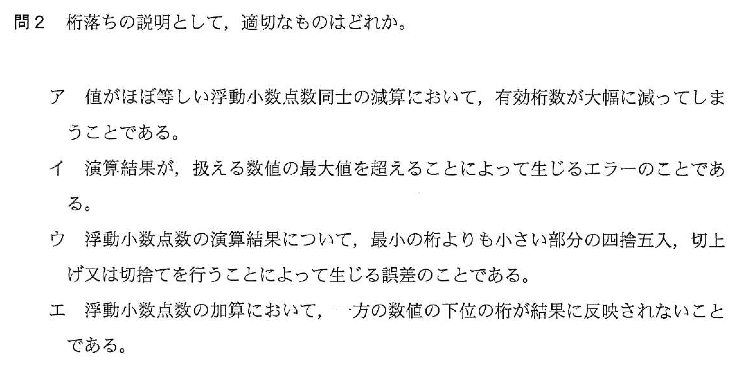 問2 桁落ちの説明として，適切なものはどれか。
ア 値がほぼ等しい浮動小数点数同士の減算において，有効桁数が大幅に減ってしま
うことである。
イ 演算結果が，扱える数値の最大値を超えることによって生じるエラーのことであ
る。
ウ 浮動小数点数の演算結果について，最小の桁よりも小さい部分の四捨五入，切上
げ又は切捨てを行うことによって生じる誤差のことである。
エ 浮動小数点数の加算において，一方の数値の下位の桁が結果に反映されないこと
である。